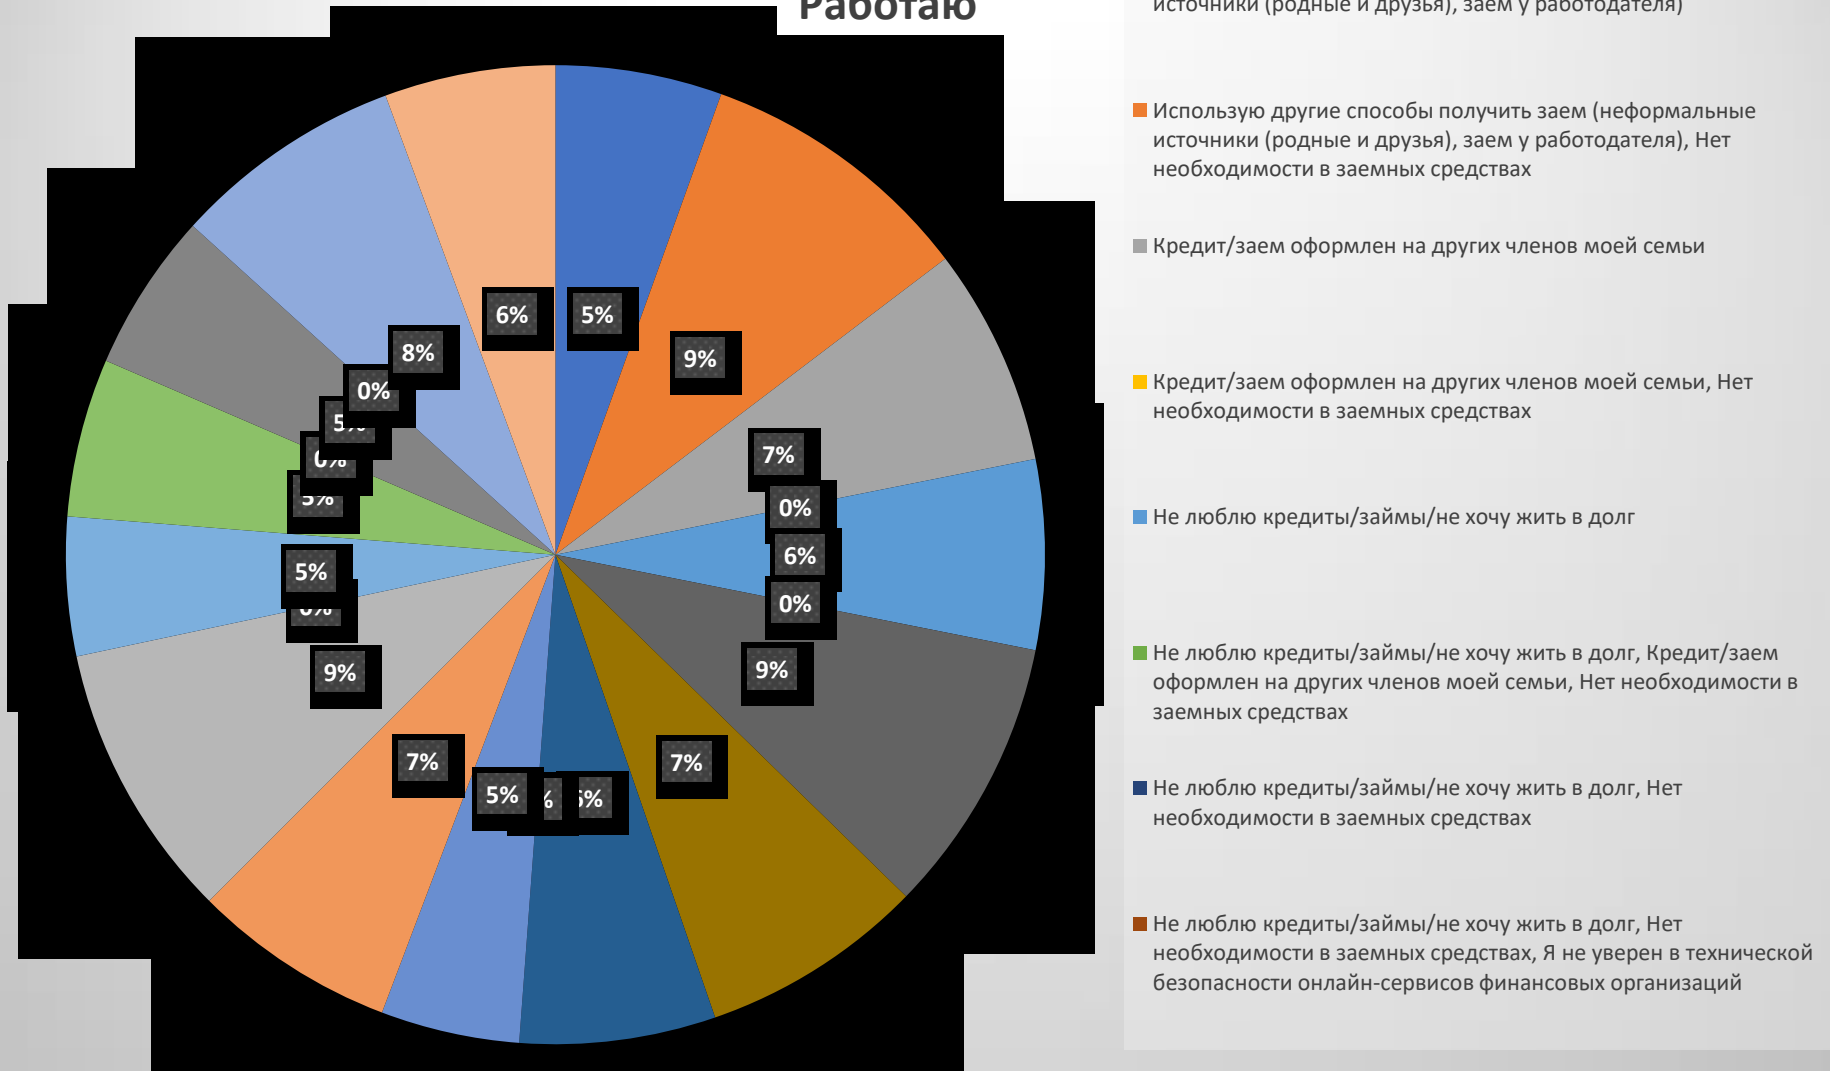 Работаю
6%
5%
9%
8%
0%
7%
5%
0%
0%
5%
6%
5%
0%
0%
9%
9%
7%
7%
5%
%
6%
источники (родные и друзья), заем у работодателя)
Использую другие способы получить заем (неформальные
источники (родные и друзья), заем у работодателя), Нет
необходимости в заемных средствах
Кредит/заем оформлен на других членов моей семьи
Кредит/заем оформлен на других членов моей семьи, Нет
необходимости в заемных средствах
Не люблю кредиты/займы/не хочу жить в долг
Не люблю кредиты/займы/не хочу жить в долг, Кредит/заем
оформлен на других членов моей семьи, Нет необходимости в
заемных средствах
Не люблю кредиты/займы/не хочу жить в долг, Нет
необходимости в заемных средствах
Не люблю кредиты/займы/не хочу жить в долг, Нет
необходимости в заемных средствах, Я не уверен в технической
безопасности онлайн-сервисов финансовых организаций